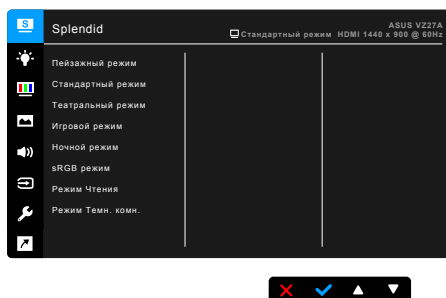 S
Splendid
ASUS VZ27A
Стандартный режим HDMI 1440 x 900 @ 60Hz
Пейзажный режим
Стандартный режим
Театральный режим
Игровой режим
Ночной режим
sRGB режим
Режим Чтения
Режим Темн. комн.